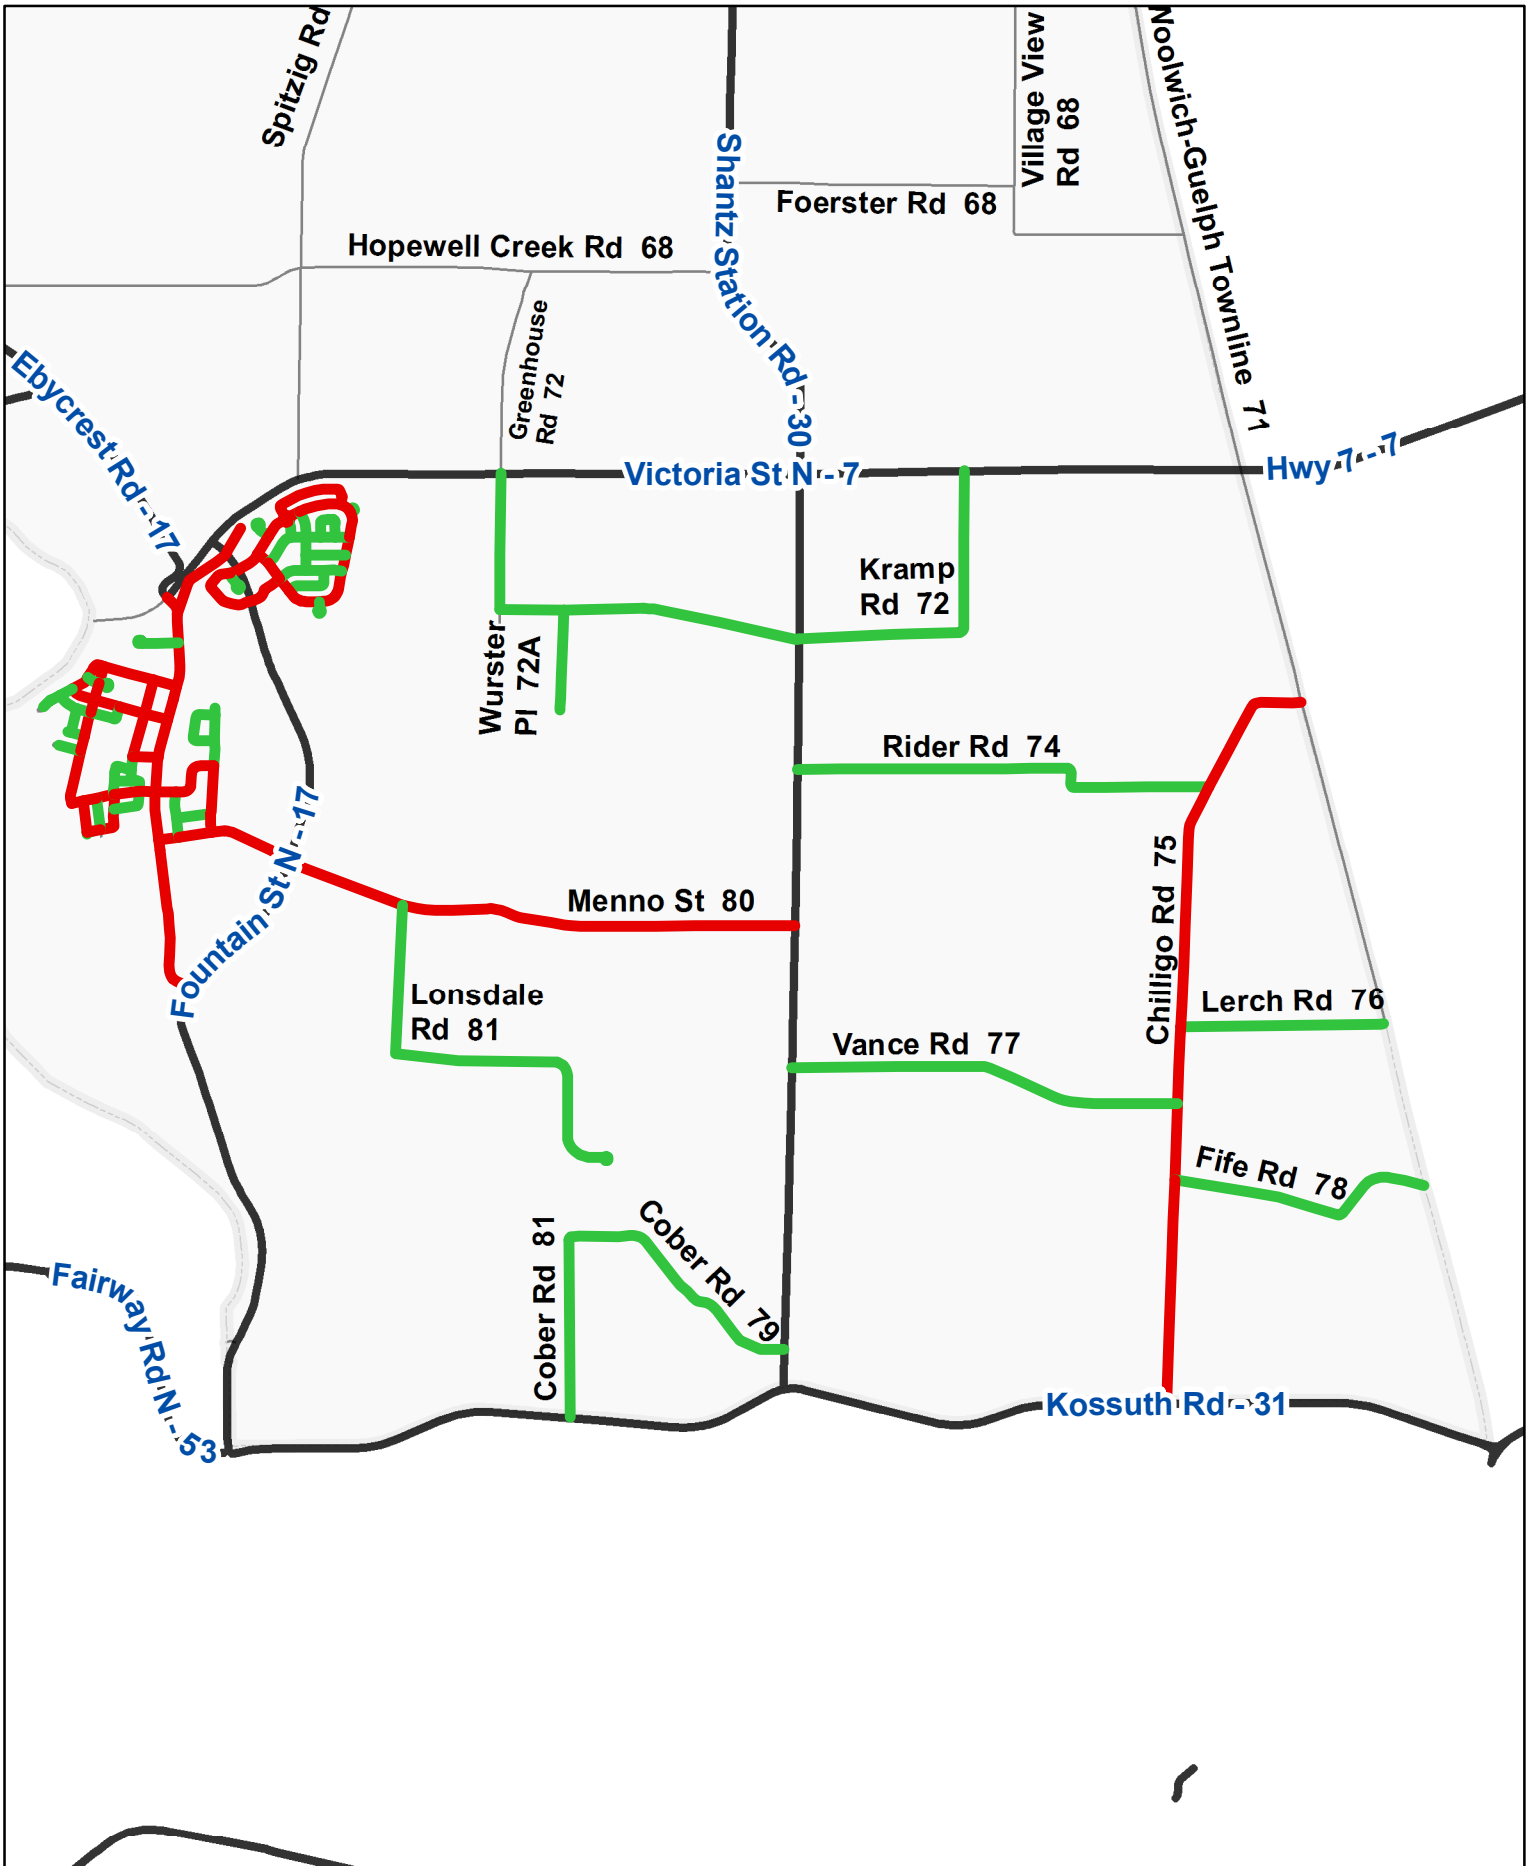 Spitzig Rd
Village View
Rd 68
Woolwich-Guelph Townline 71
Shantz Station Rd - 30
Foerster Rd 68
Hopewell Creek Rd 68
Greenhouse
Rd 72
Ebycrest Rd - 17
Victoria St N - 7
Hwy 7 - 7
Kramp
Rd 72
Wurster
Pl 72A
Rider Rd 74
Fountain St N - 17
Menno St 80
Chilligo Rd 75
Lonsdale
Rd 81
Lerch Rd 76
Vance Rd 77
Fife Rd 78
Cober Rd 81
Cober Rd 79
Fairway Rd N - 53
Kossuth Rd - 31